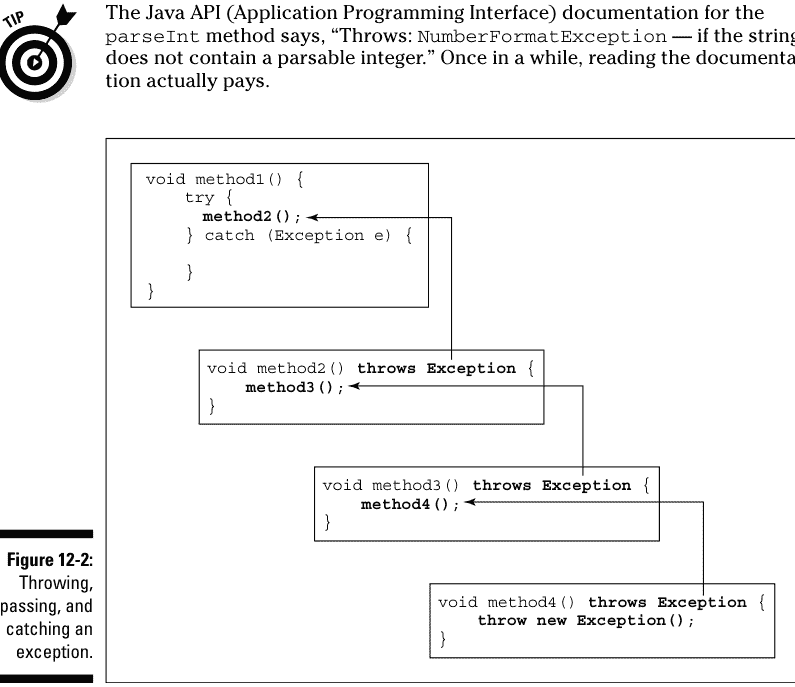 TIP
The Java API (Application Programming Interface) documentation for the
parseInt method says, “Throws: NumberFormatException — if the string
does not contain a parsable integer.” Once in a while, reading the documenta-
tion actually pays.
void method1() {
try {
method2();
} catch (Exception e) {
}
}
void method2() throws Exception {
method3();
}
void method3() throws Exception {
method4();
}
void method4() throws Exception {
throw new Exception();
}
Figure 12-2:
Throwing,
passing, and
catching an
exception.